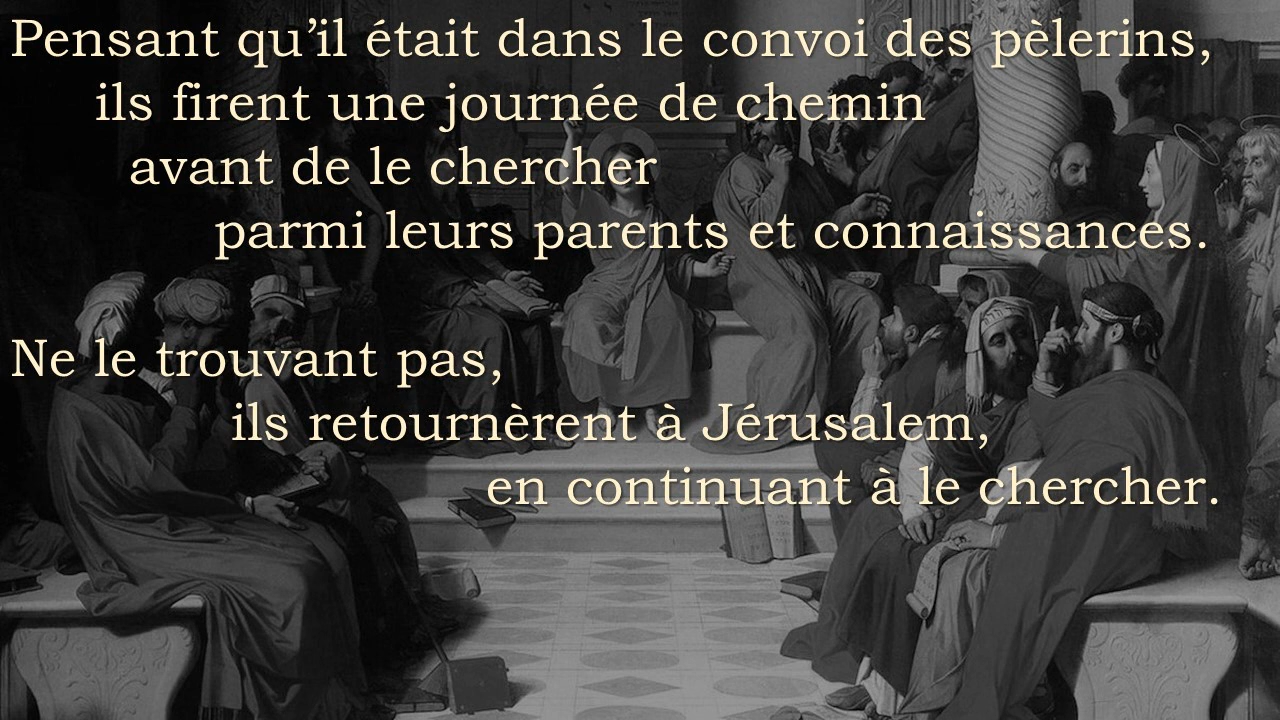 Pensant qu’il était dans le convoi des pèlerins,
ils firent une journée de chemin
avant de le chercher
parmi leurs parents et connaissances.
Ne le trouvant pas,
ils retournèrent à Jérusalem,
en continuant à le chercher.